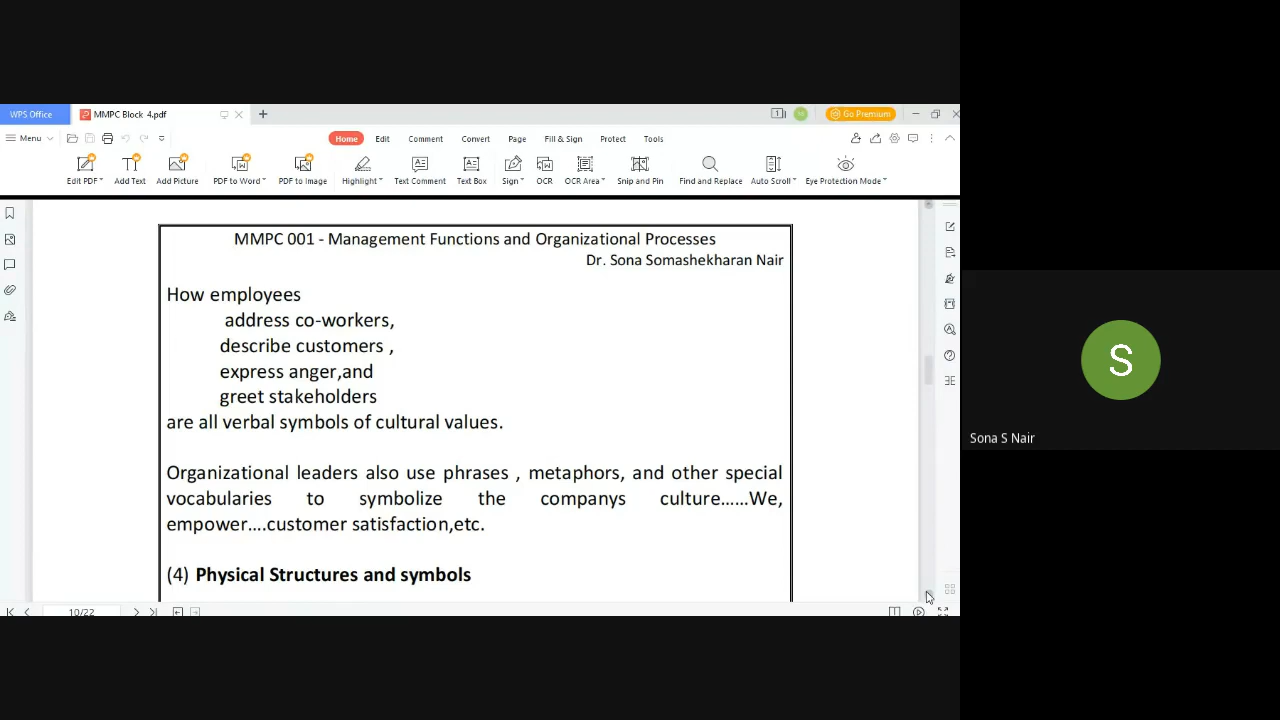 WPS Office
MMPC Block 4.pdf
Go Premium
Menu
Home
Edit
Comment
Convert
Page
Fill & Sign
Protect
Tools
Edit PDF
Add Text
Add Picture
PDF to Word
PDF to Image
Highlight
Text Comment
Text Box
Sign
OCR
OCR Area
Snip and Pin
Find and Replace
Auto Scroll
Eye Protection Mode
MMPC 001 - Management Functions and Organizational Processes
Dr. Sona Somashekharan Nair
How employees
address co-workers,
describe customers ,
express anger,and
greet stakeholders
are all verbal symbols of cultural values.
Organizational leaders also use phrases , metaphors, and other special
vocabularies to symbolize the companys culture......We,
empower....customer satisfaction,etc.
(4) Physical Structures and symbols
10/22
S
Sona S Nair